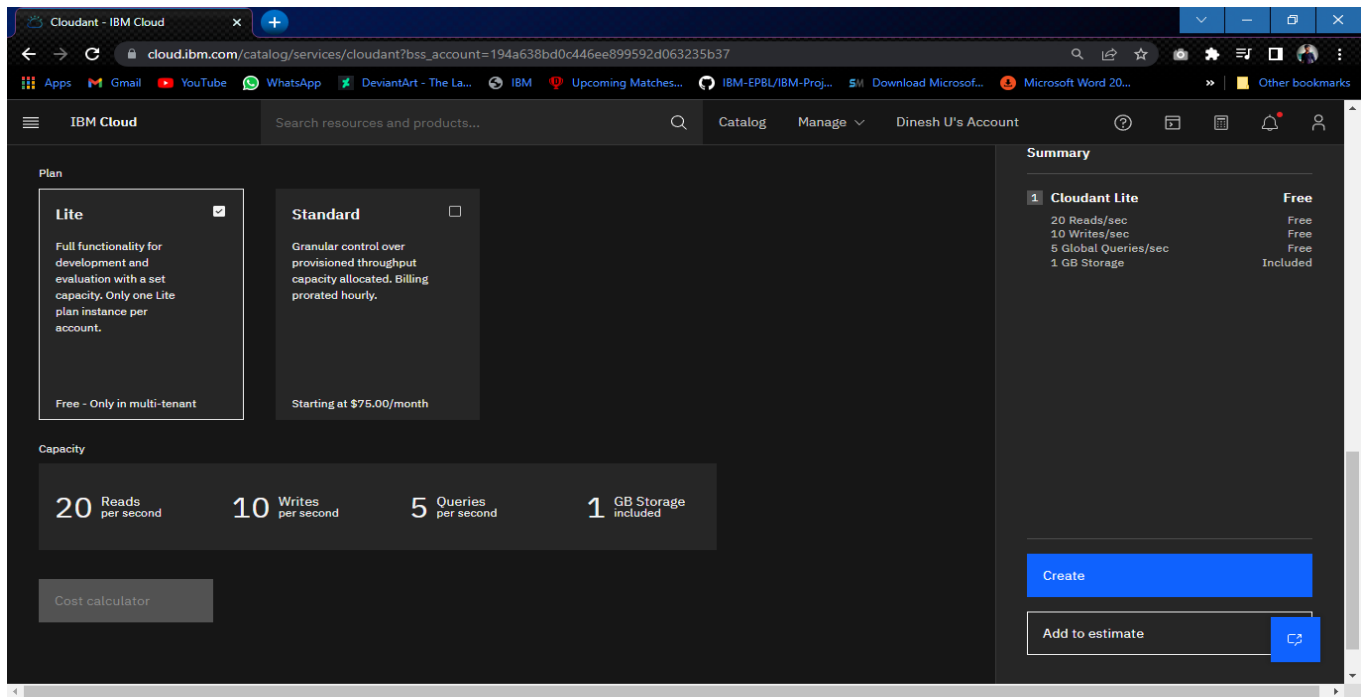 Cloudant - IBM Cloud
cloud.ibm.com/catalog/services/cloudant?bss_account=194a638bd0c446ee899592d063235b37
Apps Gmail YouTube WhatsApp DeviantArt - The La... IBM Upcoming Matches... IBM-EPBL/IBM-Proj... SM Download Microsof... Microsoft Word 20... » Other bookmarks
IBM Cloud Search resources and products... Catalog Manage Dinesh U's Account
Plan
Lite
Full functionality for
development and
evaluation with a set
capacity. Only one Lite
plan instance per
account.
Free - Only in multi-tenant
Standard
Granular control over
provisioned throughput
capacity allocated. Billing
prorated hourly.
Starting at $75.00/month
Capacity
20 Reads per second
10 Writes per second
5 Queries per second
1 GB Storage included
Cost calculator
Summary
1 Cloudant Lite Free
20 Reads/sec Free
10 Writes/sec Free
5 Global Queries/sec Free
1 GB Storage Included
Create
Add to estimate